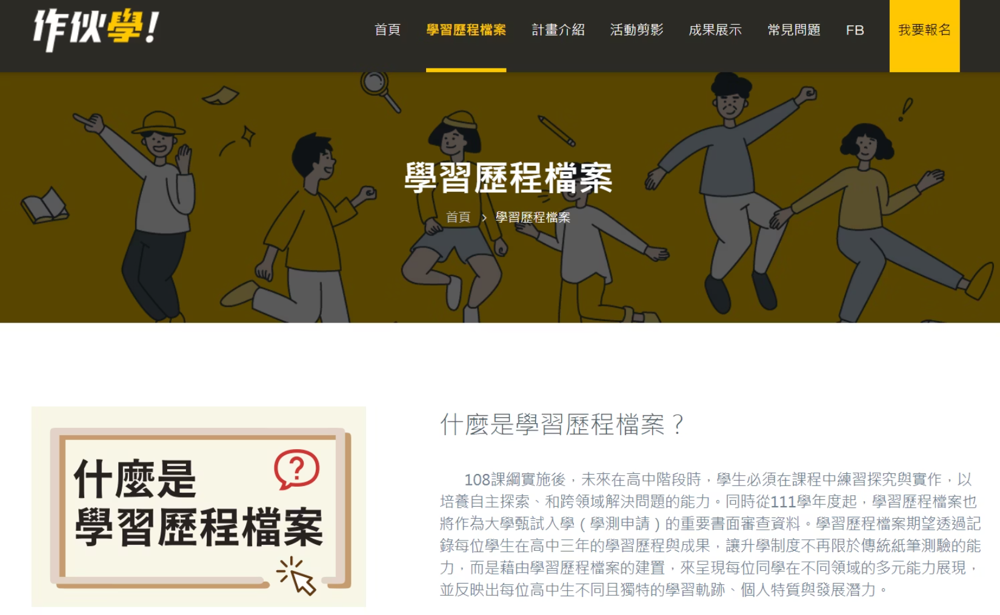 作伙學!
首頁 學習歷程檔案 計畫介紹 活動剪影 成果展示 常見問題 FB 我要報名
學習歷程檔案
首頁 › 學習歷程檔案
什麼是
學習歷程檔案
?
什麼是學習歷程檔案？
108課綱實施後，未來在高中階段時，學生必須在課程中練習探究與實作，以
培養自主探索、和跨領域解決問題的能力。同時從111學年度起，學習歷程檔案也
將作為大學甄試入學（學測申請）的重要書面審查資料。學習歷程檔案期望透過記
錄每位學生在高中三年的學習歷程與成果，讓升學制度不再限於傳統紙筆測驗的能
力，而是藉由學習歷程檔案的建置，來呈現每位同學在不同領域的多元能力展現，
並反映出每位高中生不同且獨特的學習軌跡、個人特質與發展潛力。